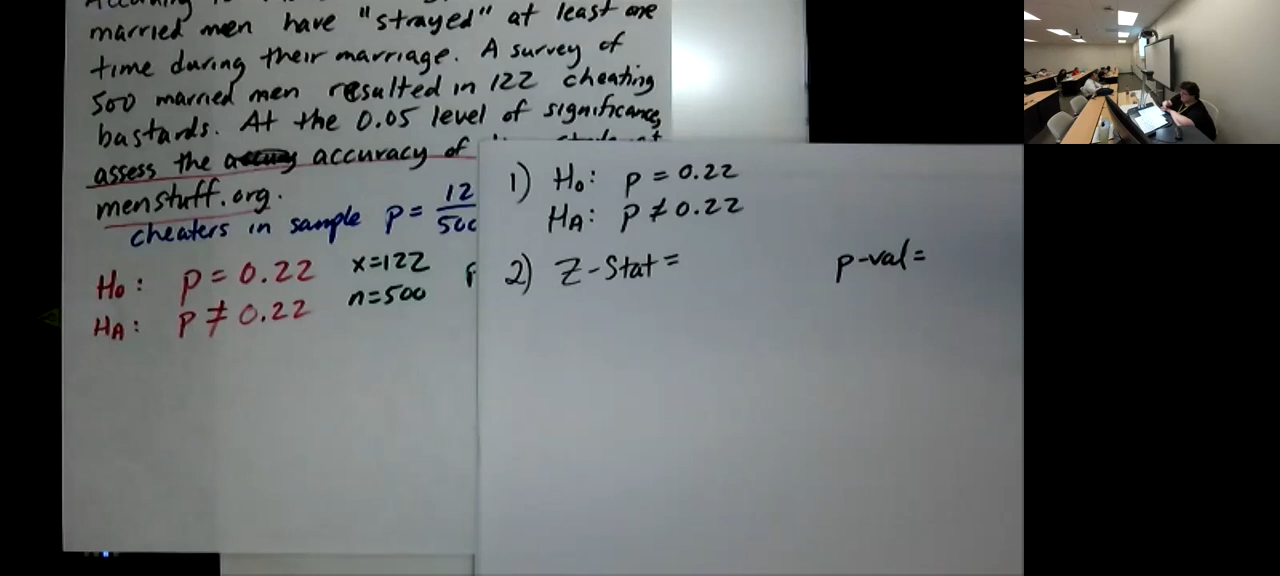 married men have "strayed" at least one
time during their marriage. A survey of
500 married men resulted in 122 cheating
bastards. At the 0.05 level of significance,
assess the accuracy of
menstuff.org.
cheaters in sample p = 12
500
H0: p = 0.22 x=122
HA: p ≠ 0.22 n=500
1) H0: p = 0.22
HA: p ≠ 0.22
2) Z-Stat = p-val=